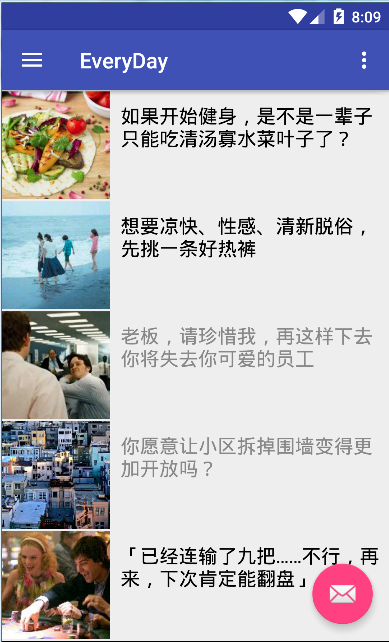 8:09
EveryDay
如果开始健身，是不是一辈子
只能吃清汤寡水菜叶子了？
想要凉快、性感、清新脱俗，
先挑一条好热裤
老板，请珍惜我，再这样下去
你将失去你可爱的员工
你愿意让小区拆掉围墙变得更
加开放吗？
「已经连输了九把……不行，再
来，下次肯定能翻盘」